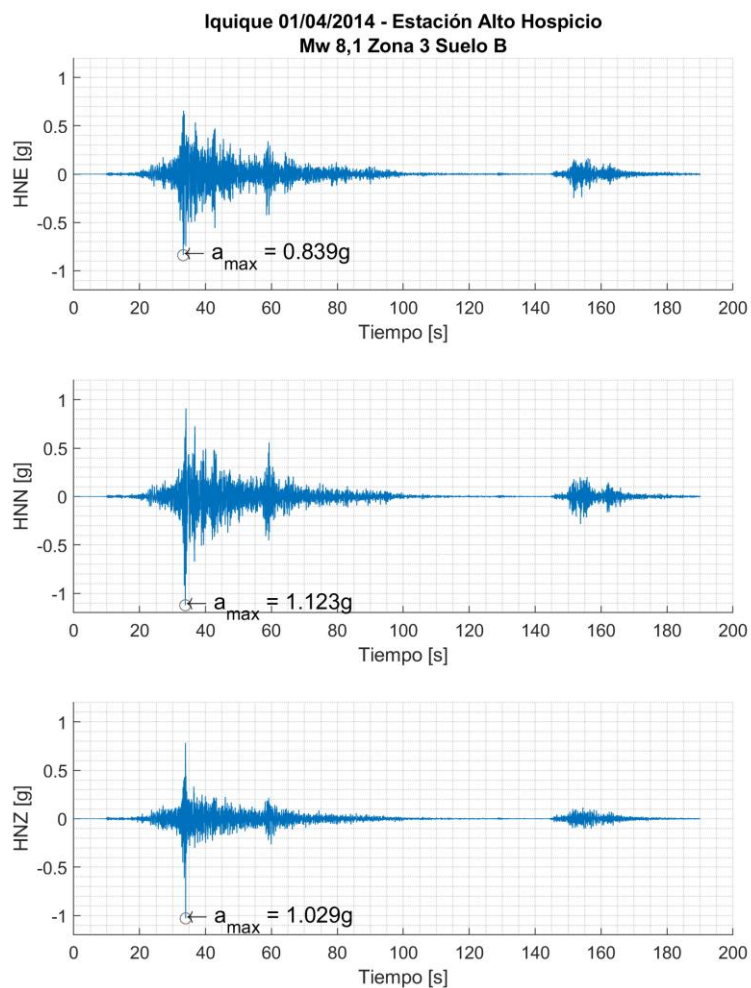 Iquique 01/04/2014 - Estación Alto Hospicio
Mw 8,1 Zona 3 Suelo B
1
0.5
0
-0.5
-1
HNE [g]
a_max = 0.839g
0 20 40 60 80 100 120 140 160 180 200
Tiempo [s]
1
0.5
0
-0.5
-1
HNN [g]
a_max = 1.123g
0 20 40 60 80 100 120 140 160 180 200
Tiempo [s]
1
0.5
0
-0.5
-1
HNZ [g]
a_max = 1.029g
0 20 40 60 80 100 120 140 160 180 200
Tiempo [s]